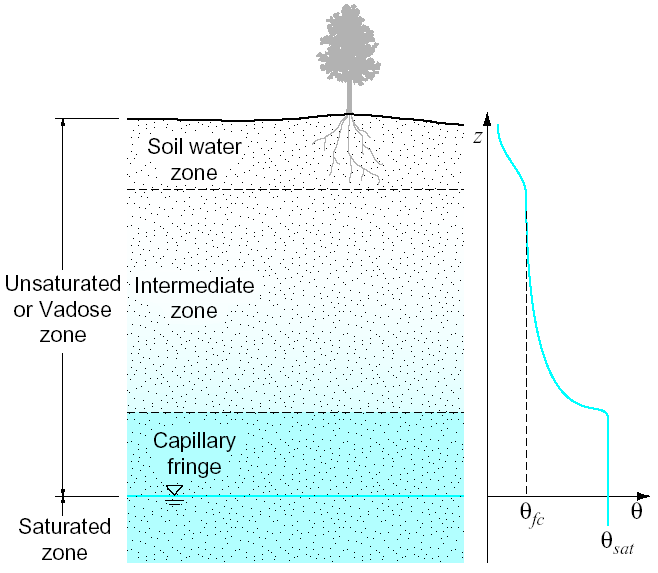 Soil water
zone
z
Unsaturated
or Vadose
zone
Intermediate
zone
Capillary
fringe
Saturated
zone
θfc
θ
θsat